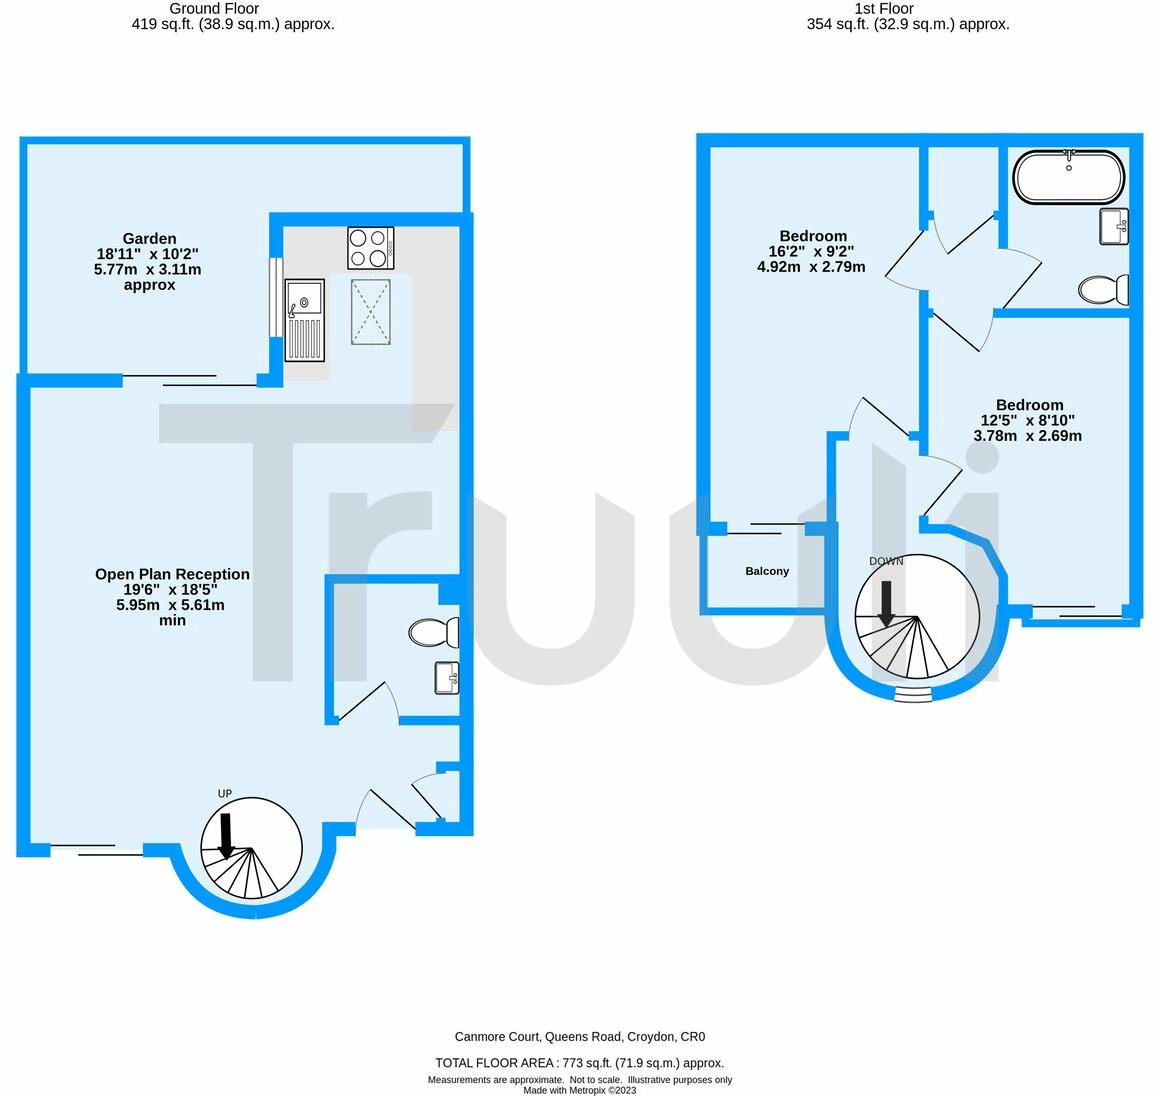 Ground Floor
419 sq.ft. (38.9 sq.m.) approx.
1st Floor
354 sq.ft. (32.9 sq.m.) approx.
Garden
18'11" x 10'2"
5.77m x 3.11m
approx
Open Plan Reception
19'6" x 18'5"
5.95m x 5.61m
min
UP
Bedroom
16'2" x 9'2"
4.92m x 2.79m
Bedroom
12'5" x 8'10"
3.78m x 2.69m
Balcony
DOWN
Truuli
Canmore Court, Queens Road, Croydon, CR0
TOTAL FLOOR AREA : 773 sq.ft. (71.9 sq.m.) approx.
Measurements are approximate. Not to scale. Illustrative purposes only
Made with Metropix ©2023